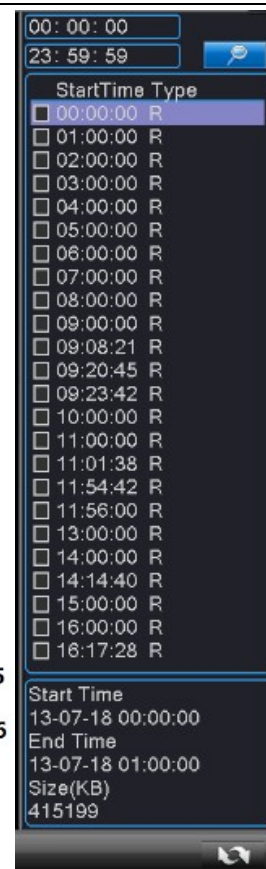 00: 00: 00
23: 59: 59
StartTime Type
00:00:00 R
01:00:00 R
02:00:00 R
03:00:00 R
04:00:00 R
05:00:00 R
06:00:00 R
07:00:00 R
08:00:00 R
09:00:00 R
09:08:21 R
09:20:45 R
09:23:42 R
10:00:00 R
11:00:00 R
11:01:38 R
11:54:42 R
11:56:00 R
13:00:00 R
14:00:00 R
14:14:40 R
15:00:00 R
16:00:00 R
16:17:28 R
5
Start Time
13-07-18 00:00:00
6
End Time
13-07-18 01:00:00
Size(KB)
415199